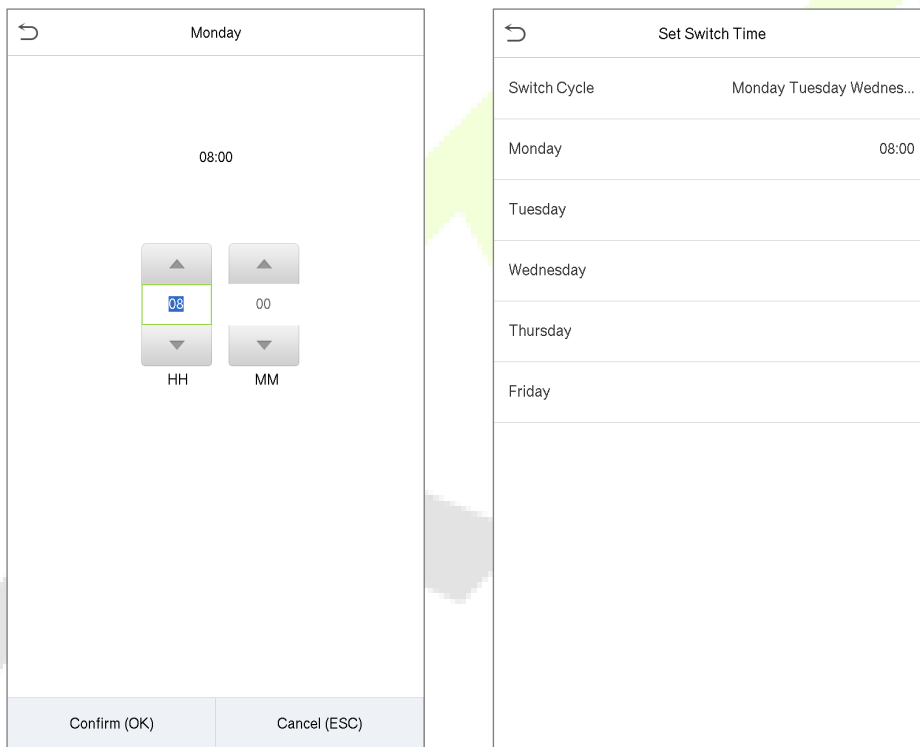 Monday
08:00
08 00
HH MM
Confirm (OK) Cancel (ESC)
Set Switch Time
Switch Cycle Monday Tuesday Wednes...
Monday 08:00
Tuesday
Wednesday
Thursday
Friday